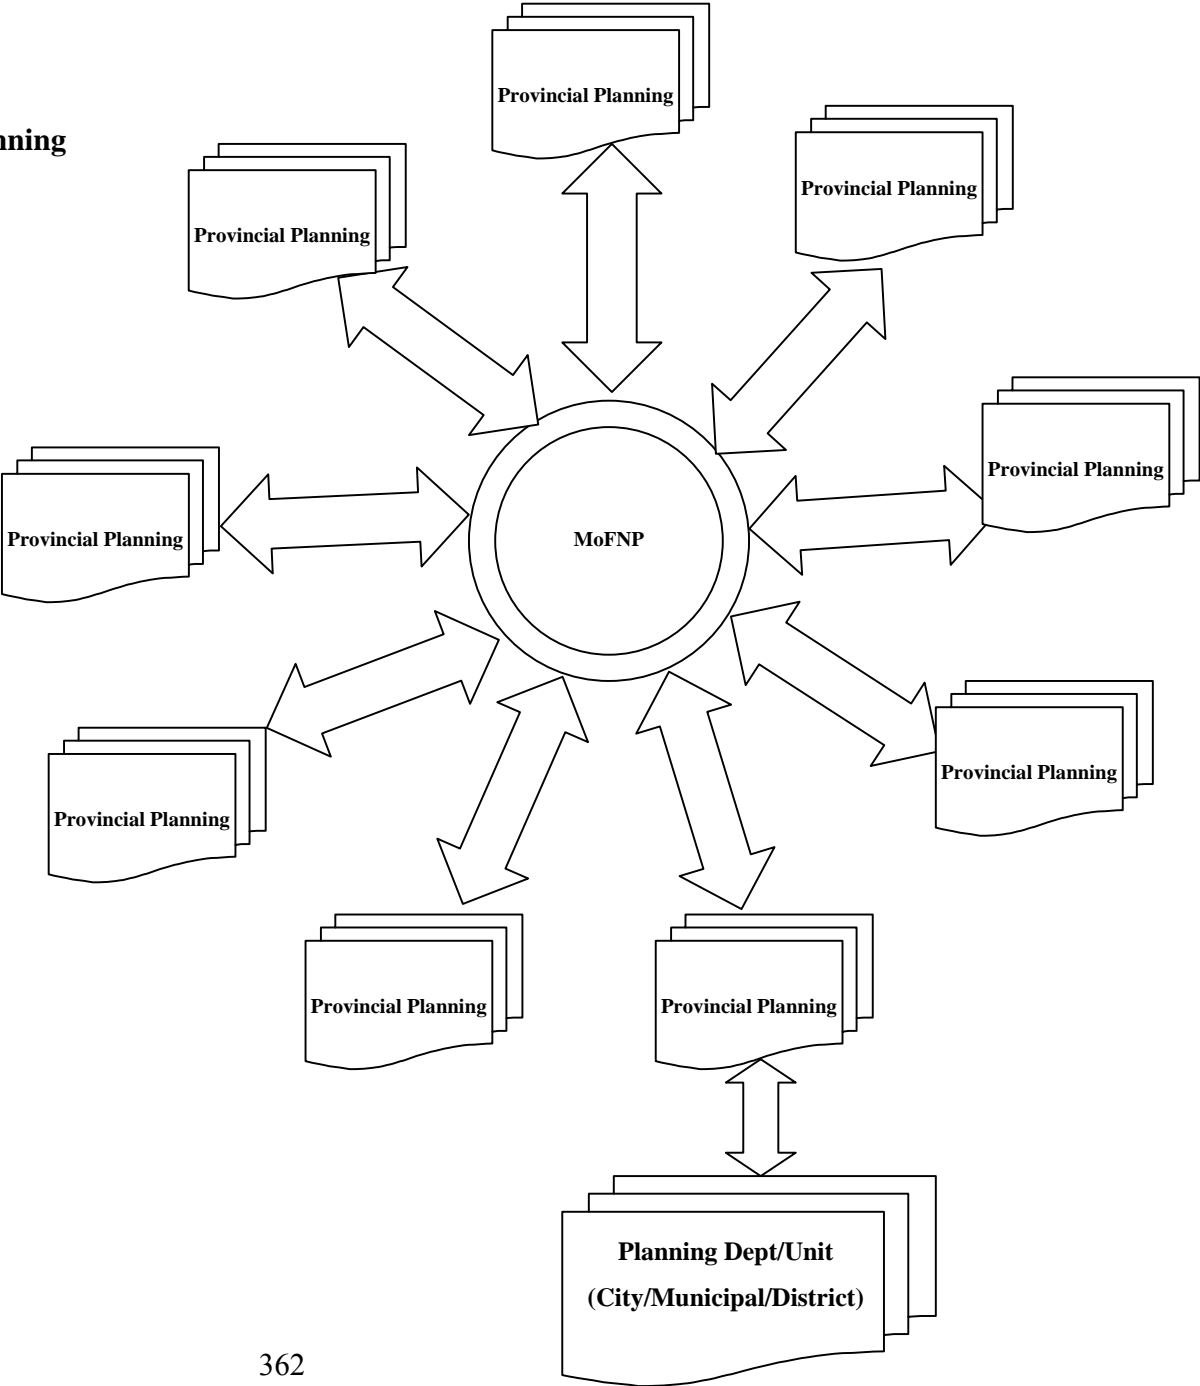 Provincial Planning
nning
Provincial Planning
Provincial Planning
Provincial Planning
Provincial Planning
MoFNP
Provincial Planning
Provincial Planning
Provincial Planning
Provincial Planning
Planning Dept/Unit
(City/Municipal/District)
362